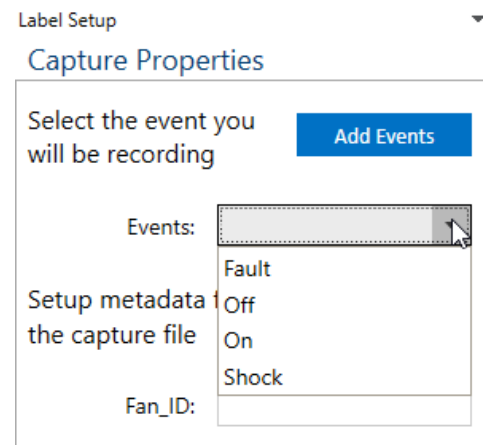 Label Setup
Capture Properties
Select the event you
will be recording
Add Events
Events:
Fault
Off
On
Shock
Setup metadata
the capture file
Fan_ID: